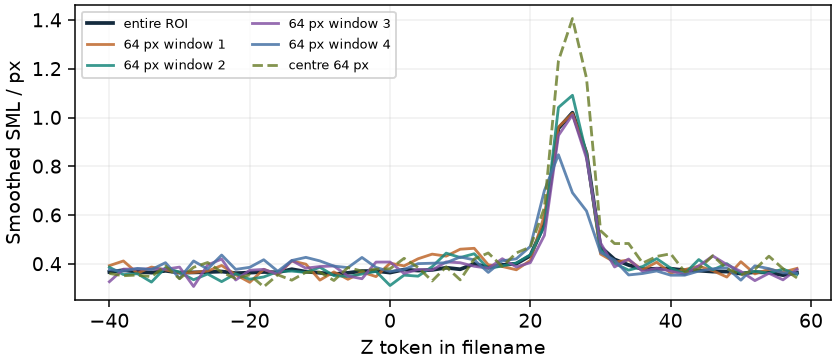 entire ROI
64 px window 1
64 px window 2
64 px window 3
64 px window 4
centre 64 px
Smoothed SML / px
1.4
1.2
1.0
0.8
0.6
0.4
−40
−20
0
20
40
60
Z token in filename